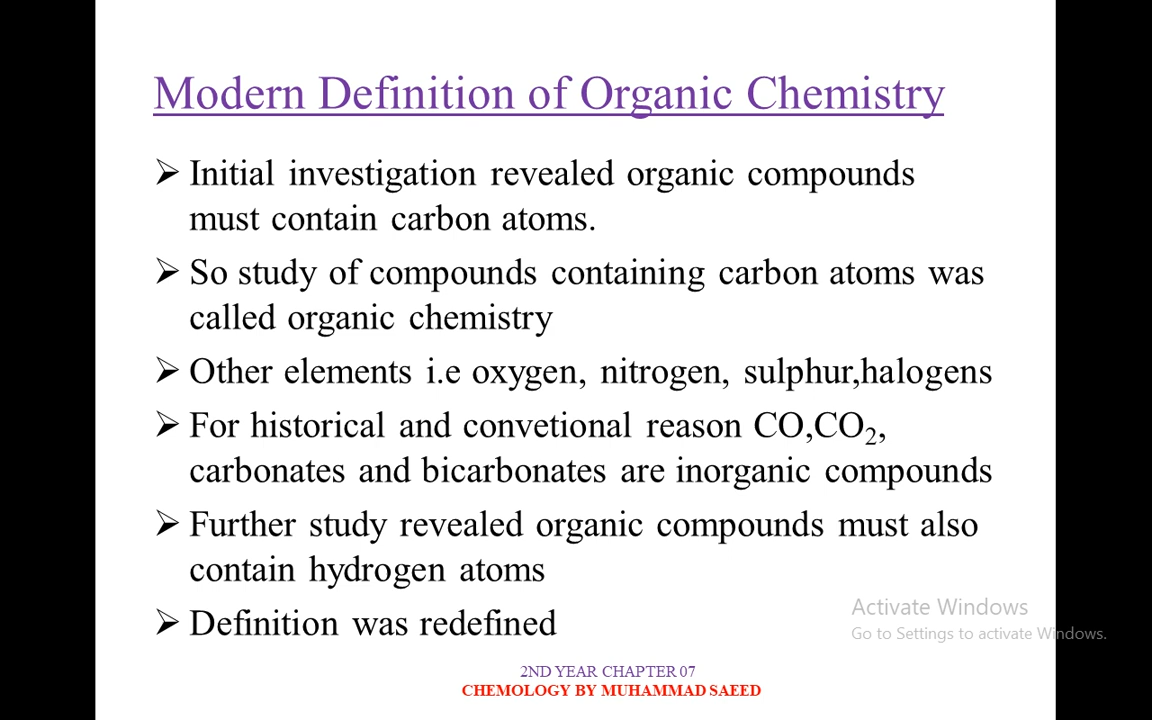 Modern Definition of Organic Chemistry
➢ Initial investigation revealed organic compounds
must contain carbon atoms.
➢ So study of compounds containing carbon atoms was
called organic chemistry
➢ Other elements i.e oxygen, nitrogen, sulphur,halogens
➢ For historical and convetional reason CO,CO₂,
carbonates and bicarbonates are inorganic compounds
➢ Further study revealed organic compounds must also
contain hydrogen atoms
➢ Definition was redefined
Activate Windows
Go to Settings to activate Windows.
2ND YEAR CHAPTER 07
CHEMOLOGY BY MUHAMMAD SAEED